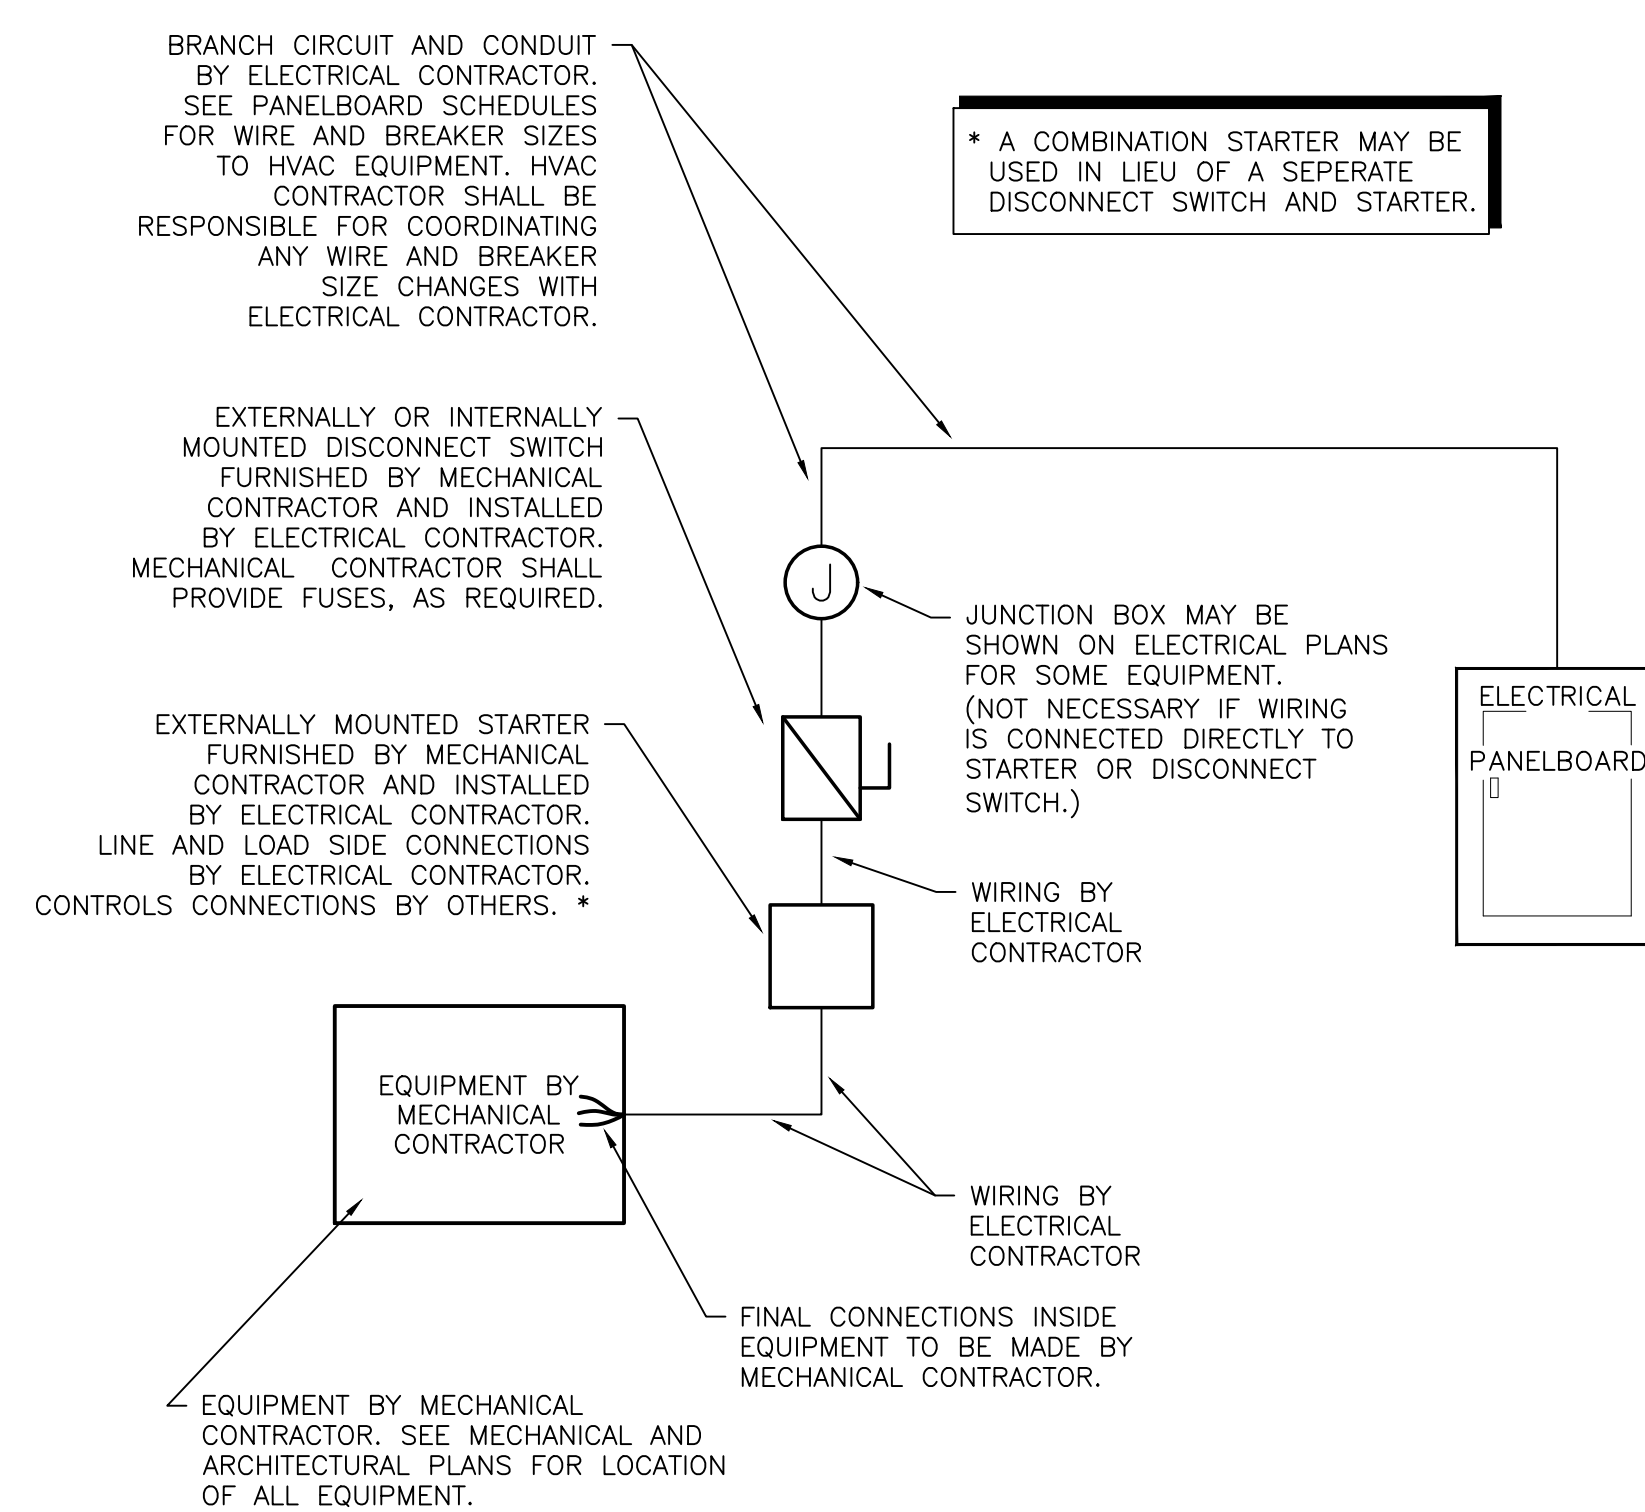 BRANCH CIRCUIT AND CONDUIT
BY ELECTRICAL CONTRACTOR.
SEE PANELBOARD SCHEDULES
FOR WIRE AND BREAKER SIZES
TO HVAC EQUIPMENT. HVAC
CONTRACTOR SHALL BE
RESPONSIBLE FOR COORDINATING
ANY WIRE AND BREAKER
SIZE CHANGES WITH
ELECTRICAL CONTRACTOR.
* A COMBINATION STARTER MAY BE
USED IN LIEU OF A SEPERATE
DISCONNECT SWITCH AND STARTER.
EXTERNALLY OR INTERNALLY
MOUNTED DISCONNECT SWITCH
FURNISHED BY MECHANICAL
CONTRACTOR AND INSTALLED
BY ELECTRICAL CONTRACTOR.
MECHANICAL CONTRACTOR SHALL
PROVIDE FUSES, AS REQUIRED.
J
JUNCTION BOX MAY BE
SHOWN ON ELECTRICAL PLANS
FOR SOME EQUIPMENT.
(NOT NECESSARY IF WIRING
IS CONNECTED DIRECTLY TO
STARTER OR DISCONNECT
SWITCH.)
ELECTRICAL
PANELBOARD
EXTERNALLY MOUNTED STARTER
FURNISHED BY MECHANICAL
CONTRACTOR AND INSTALLED
BY ELECTRICAL CONTRACTOR.
LINE AND LOAD SIDE CONNECTIONS
BY ELECTRICAL CONTRACTOR.
CONTROLS CONNECTIONS BY OTHERS. *
WIRING BY
ELECTRICAL
CONTRACTOR
EQUIPMENT BY
MECHANICAL
CONTRACTOR
WIRING BY
ELECTRICAL
CONTRACTOR
FINAL CONNECTIONS INSIDE
EQUIPMENT TO BE MADE BY
MECHANICAL CONTRACTOR.
EQUIPMENT BY MECHANICAL
CONTRACTOR. SEE MECHANICAL AND
ARCHITECTURAL PLANS FOR LOCATION
OF ALL EQUIPMENT.